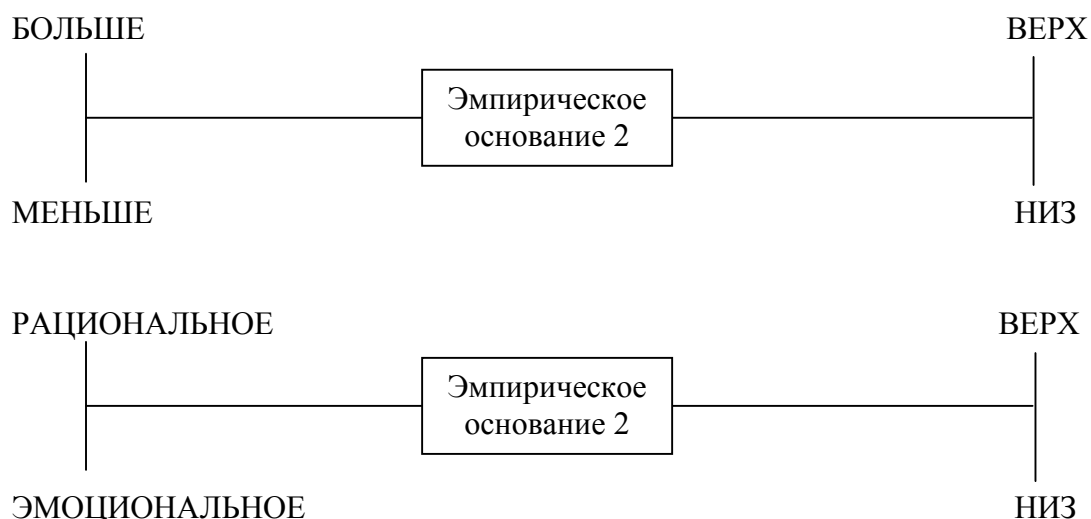 БОЛЬШЕ ВЕРХ
Эмпирическое
основание 2
МЕНЬШЕ НИЗ
РАЦИОНАЛЬНОЕ ВЕРХ
Эмпирическое
основание 2
ЭМОЦИОНАЛЬНОЕ НИЗ